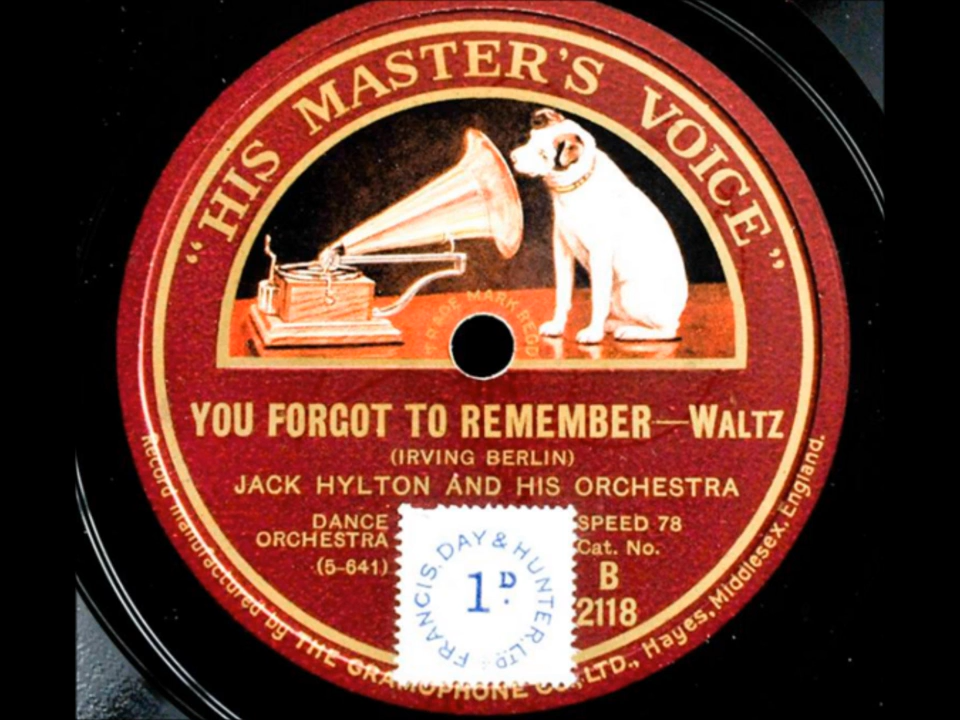 “HIS MASTER'S VOICE”
TRADE MARK REGD
YOU FORGOT TO REMEMBER—WALTZ
(IRVING BERLIN)
JACK HYLTON AND HIS ORCHESTRA
DANCE
ORCHESTRA
(5-641)
SPEED 78
Cat. No.
B
2118
FRANCIS, DAY & HUNTER, LTD.
1D.
Record manufactured by THE GRAMOPHONE CO., LTD., Hayes, Middlesex, England.